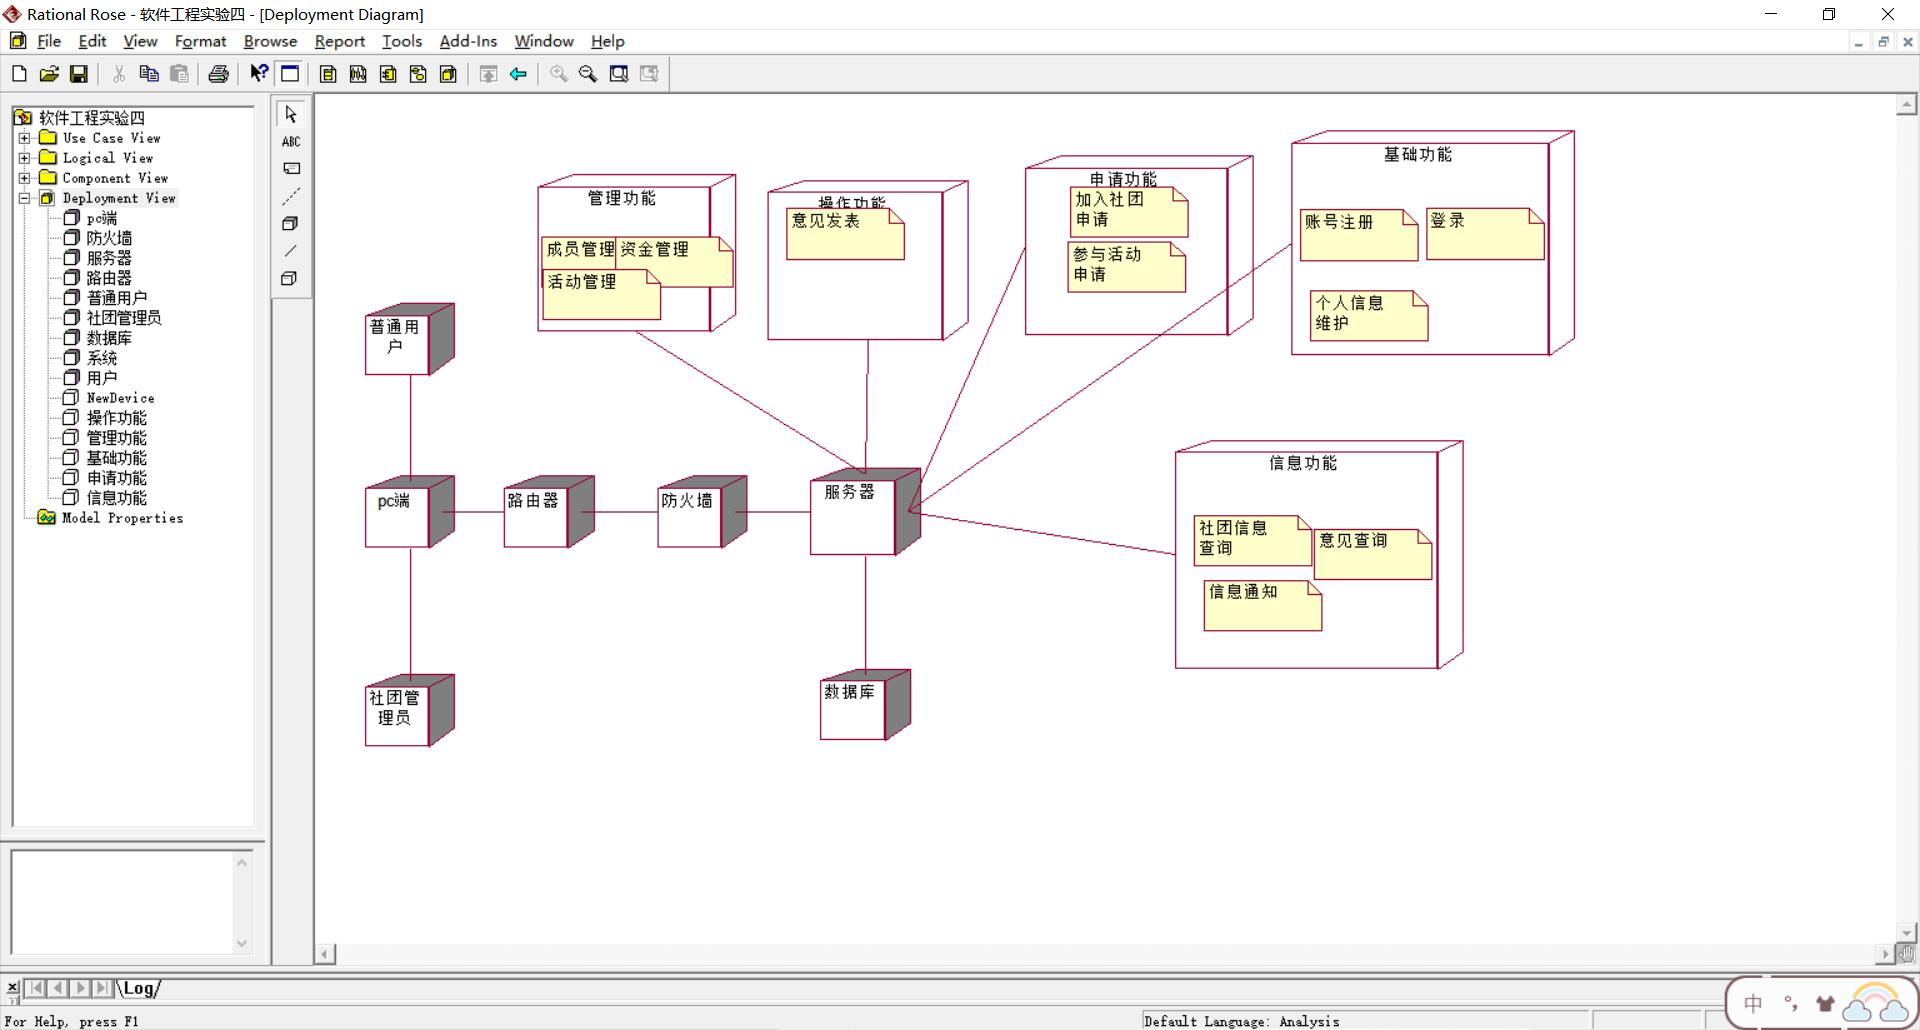 Rational Rose - 软件工程实验四 - [Deployment Diagram]
File Edit View Format Browse Report Tools Add-Ins Window Help
软件工程实验四
Use Case View
Logical View
Component View
Deployment View
pc端
防火墙
服务器
路由器
普通用户
社团管理员
数据库
系统
用户
NewDevice
操作功能
管理功能
基础功能
申请功能
信息功能
Model Properties
ABC
管理功能
成员管理
资金管理
活动管理
操作功能
意见发表
申请功能
加入社团
申请
参与活动
申请
基础功能
账号注册
登录
个人信息
维护
普通用
户
pc端
路由器
防火墙
服务器
信息功能
社团信息
查询
意见查询
信息通知
社团管
理员
数据库
\Log/
中 °,
For Help, press F1
Default Language: Analysis